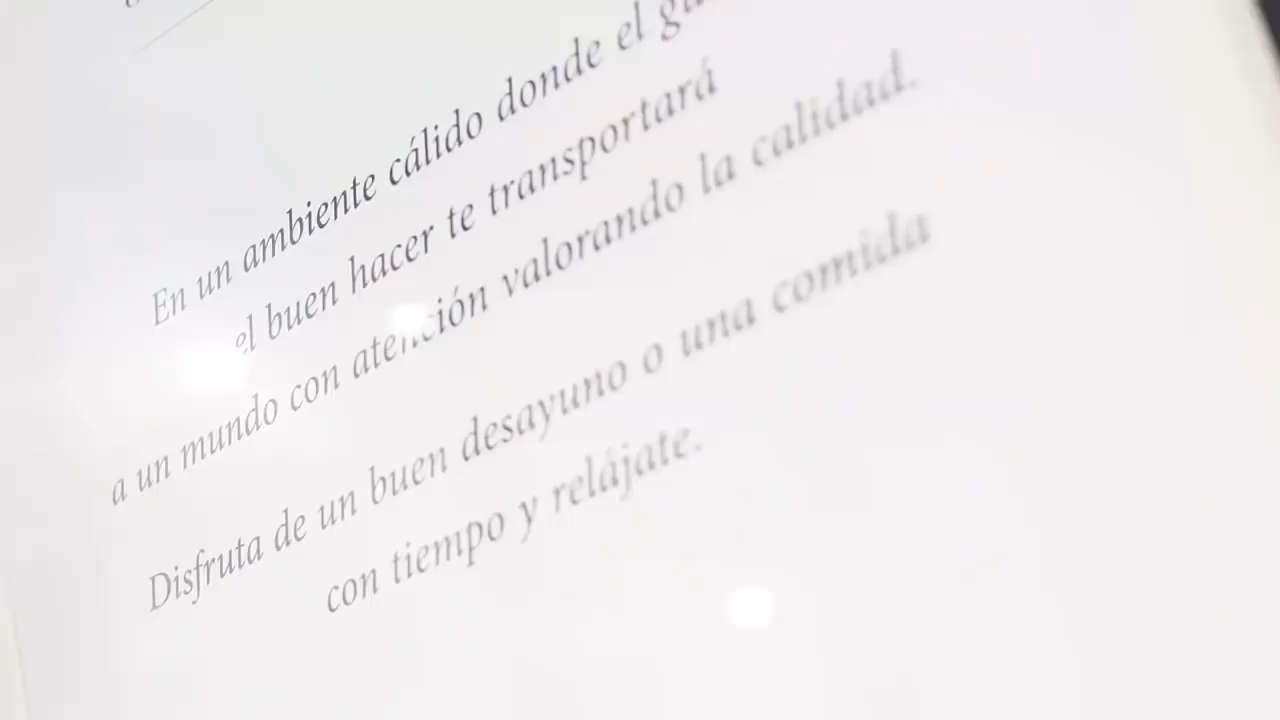 En un ambiente cálido donde el
el buen hacer te transportará
a un mundo con atención valorando la calidad.
Disfruta de un buen desayuno o una comida
con tiempo y relájate.